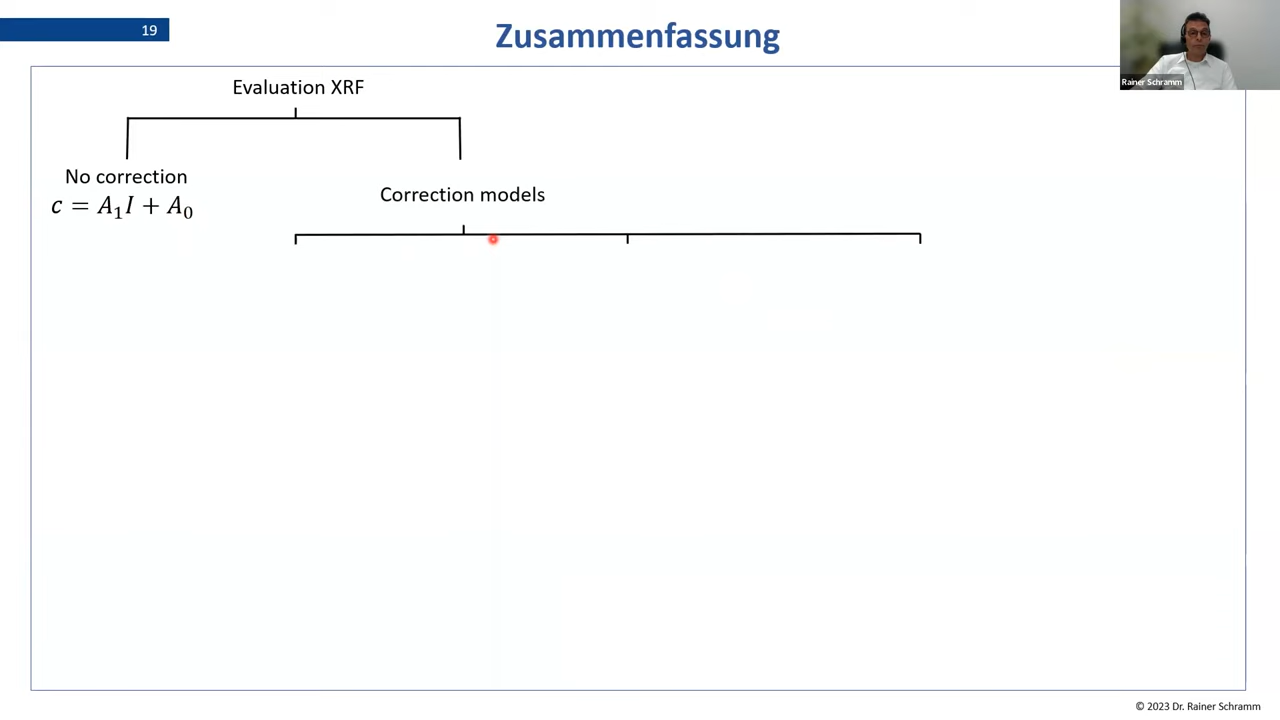 19
Zusammenfassung
Rainer Schramm
Evaluation XRF
No correction
c = A₁I + A₀
Correction models
© 2023 Dr. Rainer Schramm